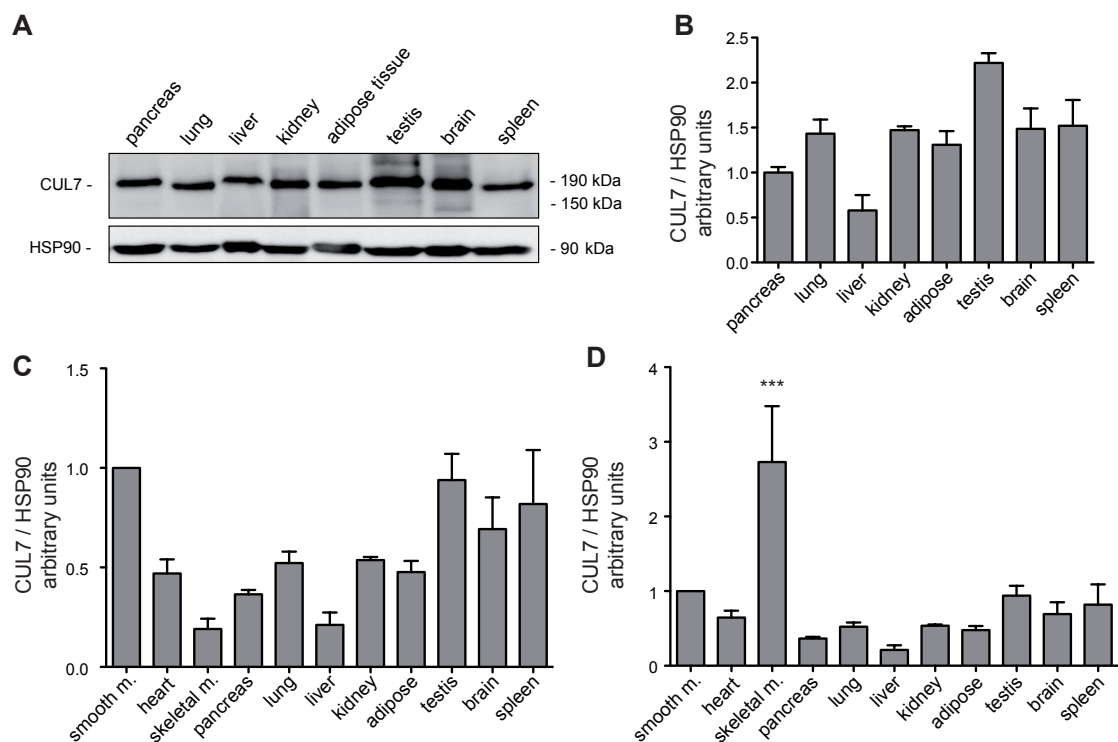 A
pancreas
lung
liver
kidney
adipose tissue
testis
brain
spleen
CUL7 -
- 190 kDa
- 150 kDa
HSP90 -
- 90 kDa
B
CUL7 / HSP90
arbitrary units
2.5
2.0
1.5
1.0
0.5
0.0
pancreas
lung
liver
kidney
adipose
testis
brain
spleen
C
CUL7 / HSP90
arbitrary units
1.5
1.0
0.5
0.0
smooth m.
heart
skeletal m.
pancreas
lung
liver
kidney
adipose
testis
brain
spleen
D
CUL7 / HSP90
arbitrary units
4
3
2
1
0
***
smooth m.
heart
skeletal m.
pancreas
lung
liver
kidney
adipose
testis
brain
spleen